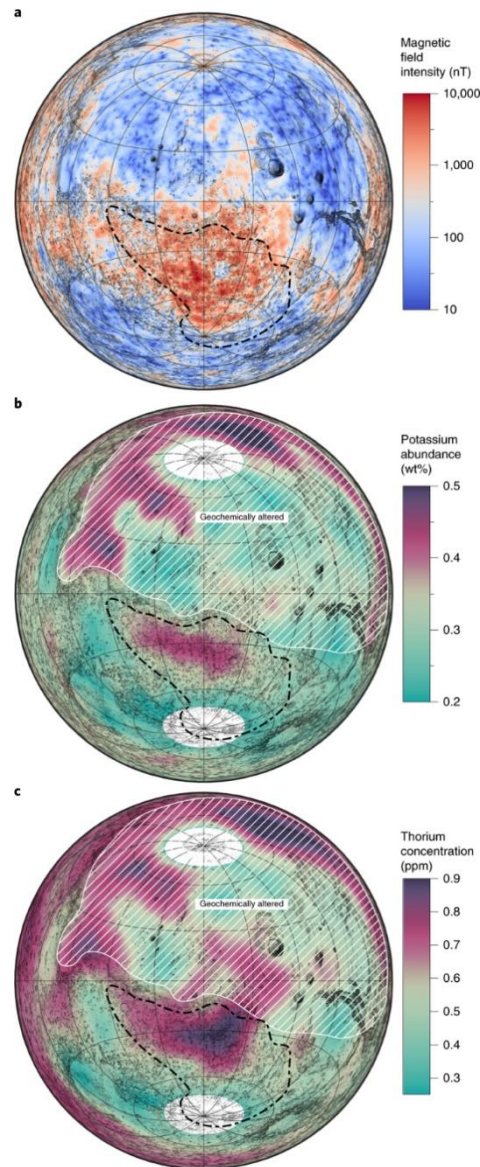 a
Magnetic
field
intensity (nT)
10,000
1,000
100
10
b
Potassium
abundance
(wt%)
0.5
0.4
0.3
0.2
Geochemically altered
c
Thorium
concentration
(ppm)
0.9
0.8
0.7
0.6
0.5
0.4
0.3
Geochemically altered